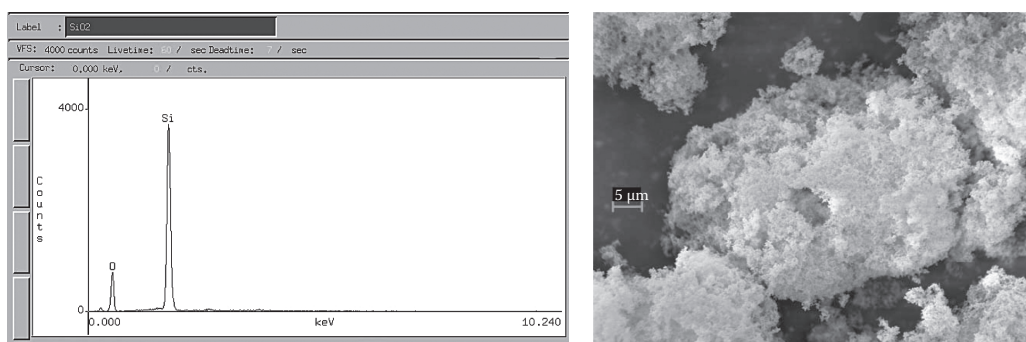 Label : SiO2
VFS: 4000 counts Livetime: 60 / sec Deadtime: 7 / sec
Cursor: 0.000 keV, 0 / cts.
4000
Si
Counts
O
0
0.000 keV 10.240
5 μm